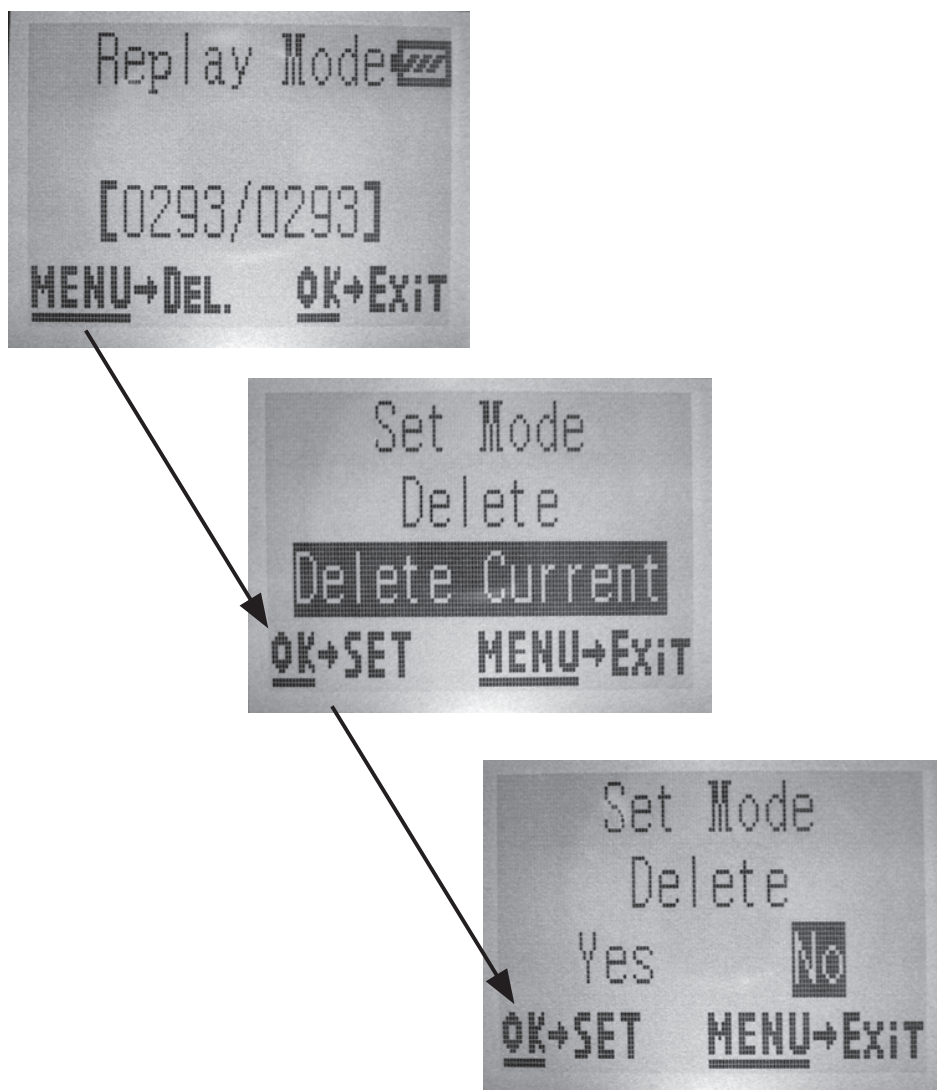 Replay Mode
[0293/0293]
MENU→DEL. OK→EXiT
Set Mode
Delete
Delete Current
OK→SET MENU→EXiT
Set Mode
Delete
Yes No
OK→SET MENU→EXiT